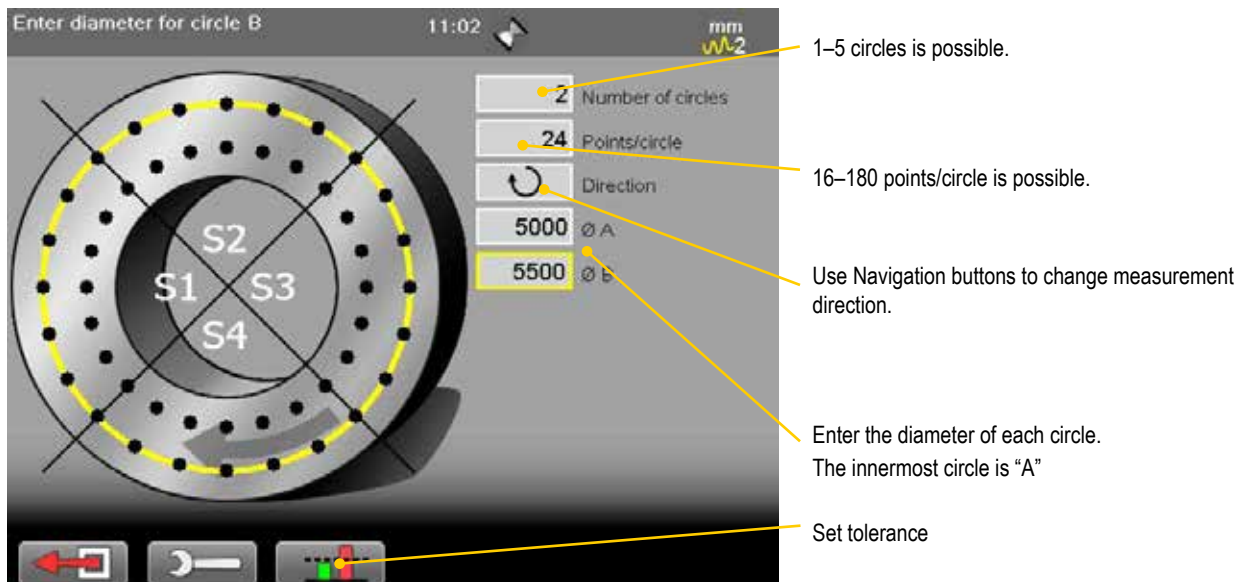 Enter diameter for circle B
11:02
mm
2
2 Number of circles
24 Points/circle
Direction
5000 Ø A
5500 Ø B
S2
S1 S3
S4
1–5 circles is possible.
16–180 points/circle is possible.
Use Navigation buttons to change measurement
direction.
Enter the diameter of each circle.
The innermost circle is “A”
Set tolerance